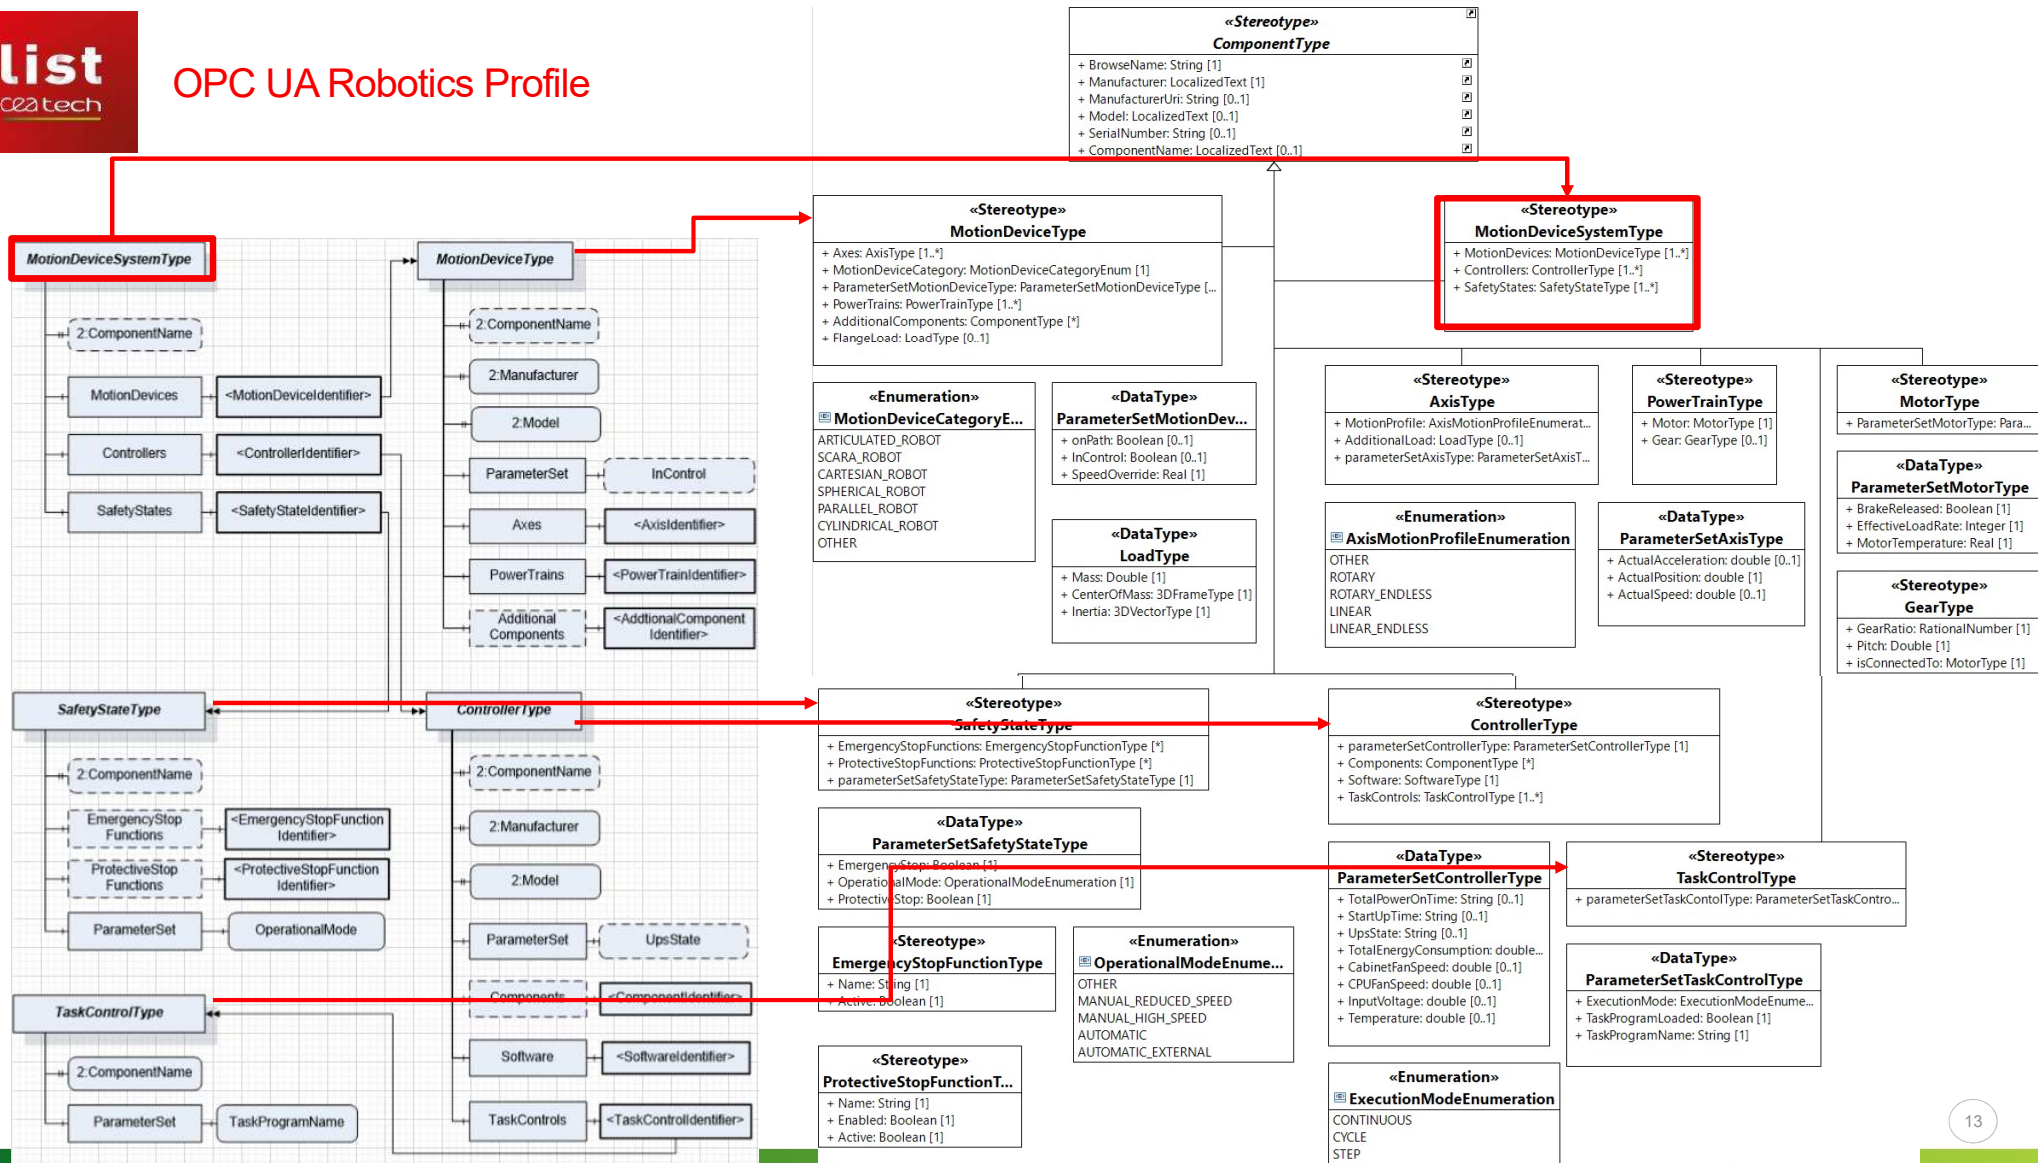 list
ceatech
OPC UA Robotics Profile
MotionDeviceSystemType
2:ComponentName
MotionDevices
<MotionDeviceIdentifier>
Controllers
<ControllerIdentifier>
SafetyStates
<SafetyStateIdentifier>
MotionDeviceType
2:ComponentName
2:Manufacturer
2:Model
ParameterSet
InControl
Axes
<AxisIdentifier>
PowerTrains
<PowerTrainIdentifier>
Additional
Components
<AddtionalComponent
Identifier>
SafetyStateType
2:ComponentName
EmergencyStop
Functions
<EmergencyStopFunction
Identifier>
ProtectiveStop
Functions
<ProtectiveStopFunction
Identifier>
ParameterSet
OperationalMode
TaskControlType
2:ComponentName
ParameterSet
TaskProgramName
ControllerType
2:ComponentName
2:Manufacturer
2:Model
ParameterSet
UpsState
Components
<ComponentIdentifier>
Software
<SoftwareIdentifier>
TaskControls
<TaskControlIdentifier>
«Stereotype»
ComponentType
+ BrowseName: String [1]
+ Manufacturer: LocalizedText [1]
+ ManufacturerUri: String [0..1]
+ Model: LocalizedText [0..1]
+ SerialNumber: String [0..1]
+ ComponentName: LocalizedText [0..1]
«Stereotype»
MotionDeviceType
+ Axes: AxisType [1..*]
+ MotionDeviceCategory: MotionDeviceCategoryEnum [1]
+ ParameterSetMotionDeviceType: ParameterSetMotionDeviceType [...
+ PowerTrains: PowerTrainType [1..*]
+ AdditionalComponents: ComponentType [*]
+ FlangeLoad: LoadType [0..1]
«Stereotype»
MotionDeviceSystemType
+ MotionDevices: MotionDeviceType [1..*]
+ Controllers: ControllerType [1..*]
+ SafetyStates: SafetyStateType [1..*]
«Enumeration»
MotionDeviceCategoryE...
ARTICULATED_ROBOT
SCARA_ROBOT
CARTESIAN_ROBOT
SPHERICAL_ROBOT
PARALLEL_ROBOT
CYLINDRICAL_ROBOT
OTHER
«DataType»
ParameterSetMotionDev...
+ onPath: Boolean [0..1]
+ InControl: Boolean [0..1]
+ SpeedOverride: Real [1]
«DataType»
LoadType
+ Mass: Double [1]
+ CenterOfMass: 3DFrameType [1]
+ Inertia: 3DVectorType [1]
«Stereotype»
AxisType
+ MotionProfile: AxisMotionProfileEnumerat...
+ AdditionalLoad: LoadType [0..1]
+ parameterSetAxisType: ParameterSetAxisT...
«Stereotype»
PowerTrainType
+ Motor: MotorType [1]
+ Gear: GearType [0..1]
«Stereotype»
MotorType
+ ParameterSetMotorType: Para...
«DataType»
ParameterSetMotorType
+ BrakeReleased: Boolean [1]
+ EffectiveLoadRate: Integer [1]
+ MotorTemperature: Real [1]
«Enumeration»
AxisMotionProfileEnumeration
OTHER
ROTARY
ROTARY_ENDLESS
LINEAR
LINEAR_ENDLESS
«DataType»
ParameterSetAxisType
+ ActualAcceleration: double [0..1]
+ ActualPosition: double [1]
+ ActualSpeed: double [0..1]
«Stereotype»
GearType
+ GearRatio: RationalNumber [1]
+ Pitch: Double [1]
+ isConnectedTo: MotorType [1]
«Stereotype»
SafetyStateType
+ EmergencyStopFunctions: EmergencyStopFunctionType [*]
+ ProtectiveStopFunctions: ProtectiveStopFunctionType [*]
+ parameterSetSafetyStateType: ParameterSetSafetyStateType [1]
«Stereotype»
ControllerType
+ parameterSetControllerType: ParameterSetControllerType [1]
+ Components: ComponentType [*]
+ Software: SoftwareType [1]
+ TaskControls: TaskControlType [1..*]
«DataType»
ParameterSetSafetyStateType
+ EmergencyStop: Boolean [1]
+ OperationalMode: OperationalModeEnumeration [1]
+ ProtectiveStop: Boolean [1]
«Stereotype»
EmergencyStopFunctionType
+ Name: String [1]
+ Active: Boolean [1]
«Enumeration»
OperationalModeEnume...
OTHER
MANUAL_REDUCED_SPEED
MANUAL_HIGH_SPEED
AUTOMATIC
AUTOMATIC_EXTERNAL
«Stereotype»
ProtectiveStopFunctionT...
+ Name: String [1]
+ Enabled: Boolean [1]
+ Active: Boolean [1]
«DataType»
ParameterSetControllerType
+ TotalPowerOnTime: String [0..1]
+ StartUpTime: String [0..1]
+ UpsState: String [0..1]
+ TotalEnergyConsumption: double...
+ CabinetFanSpeed: double [0..1]
+ CPUFanSpeed: double [0..1]
+ InputVoltage: double [0..1]
+ Temperature: double [0..1]
«Stereotype»
TaskControlType
+ parameterSetTaskContolType: ParameterSetTaskContro...
«DataType»
ParameterSetTaskControlType
+ ExecutionMode: ExecutionModeEnume...
+ TaskProgramLoaded: Boolean [1]
+ TaskProgramName: String [1]
«Enumeration»
ExecutionModeEnumeration
CONTINUOUS
CYCLE
STEP
13